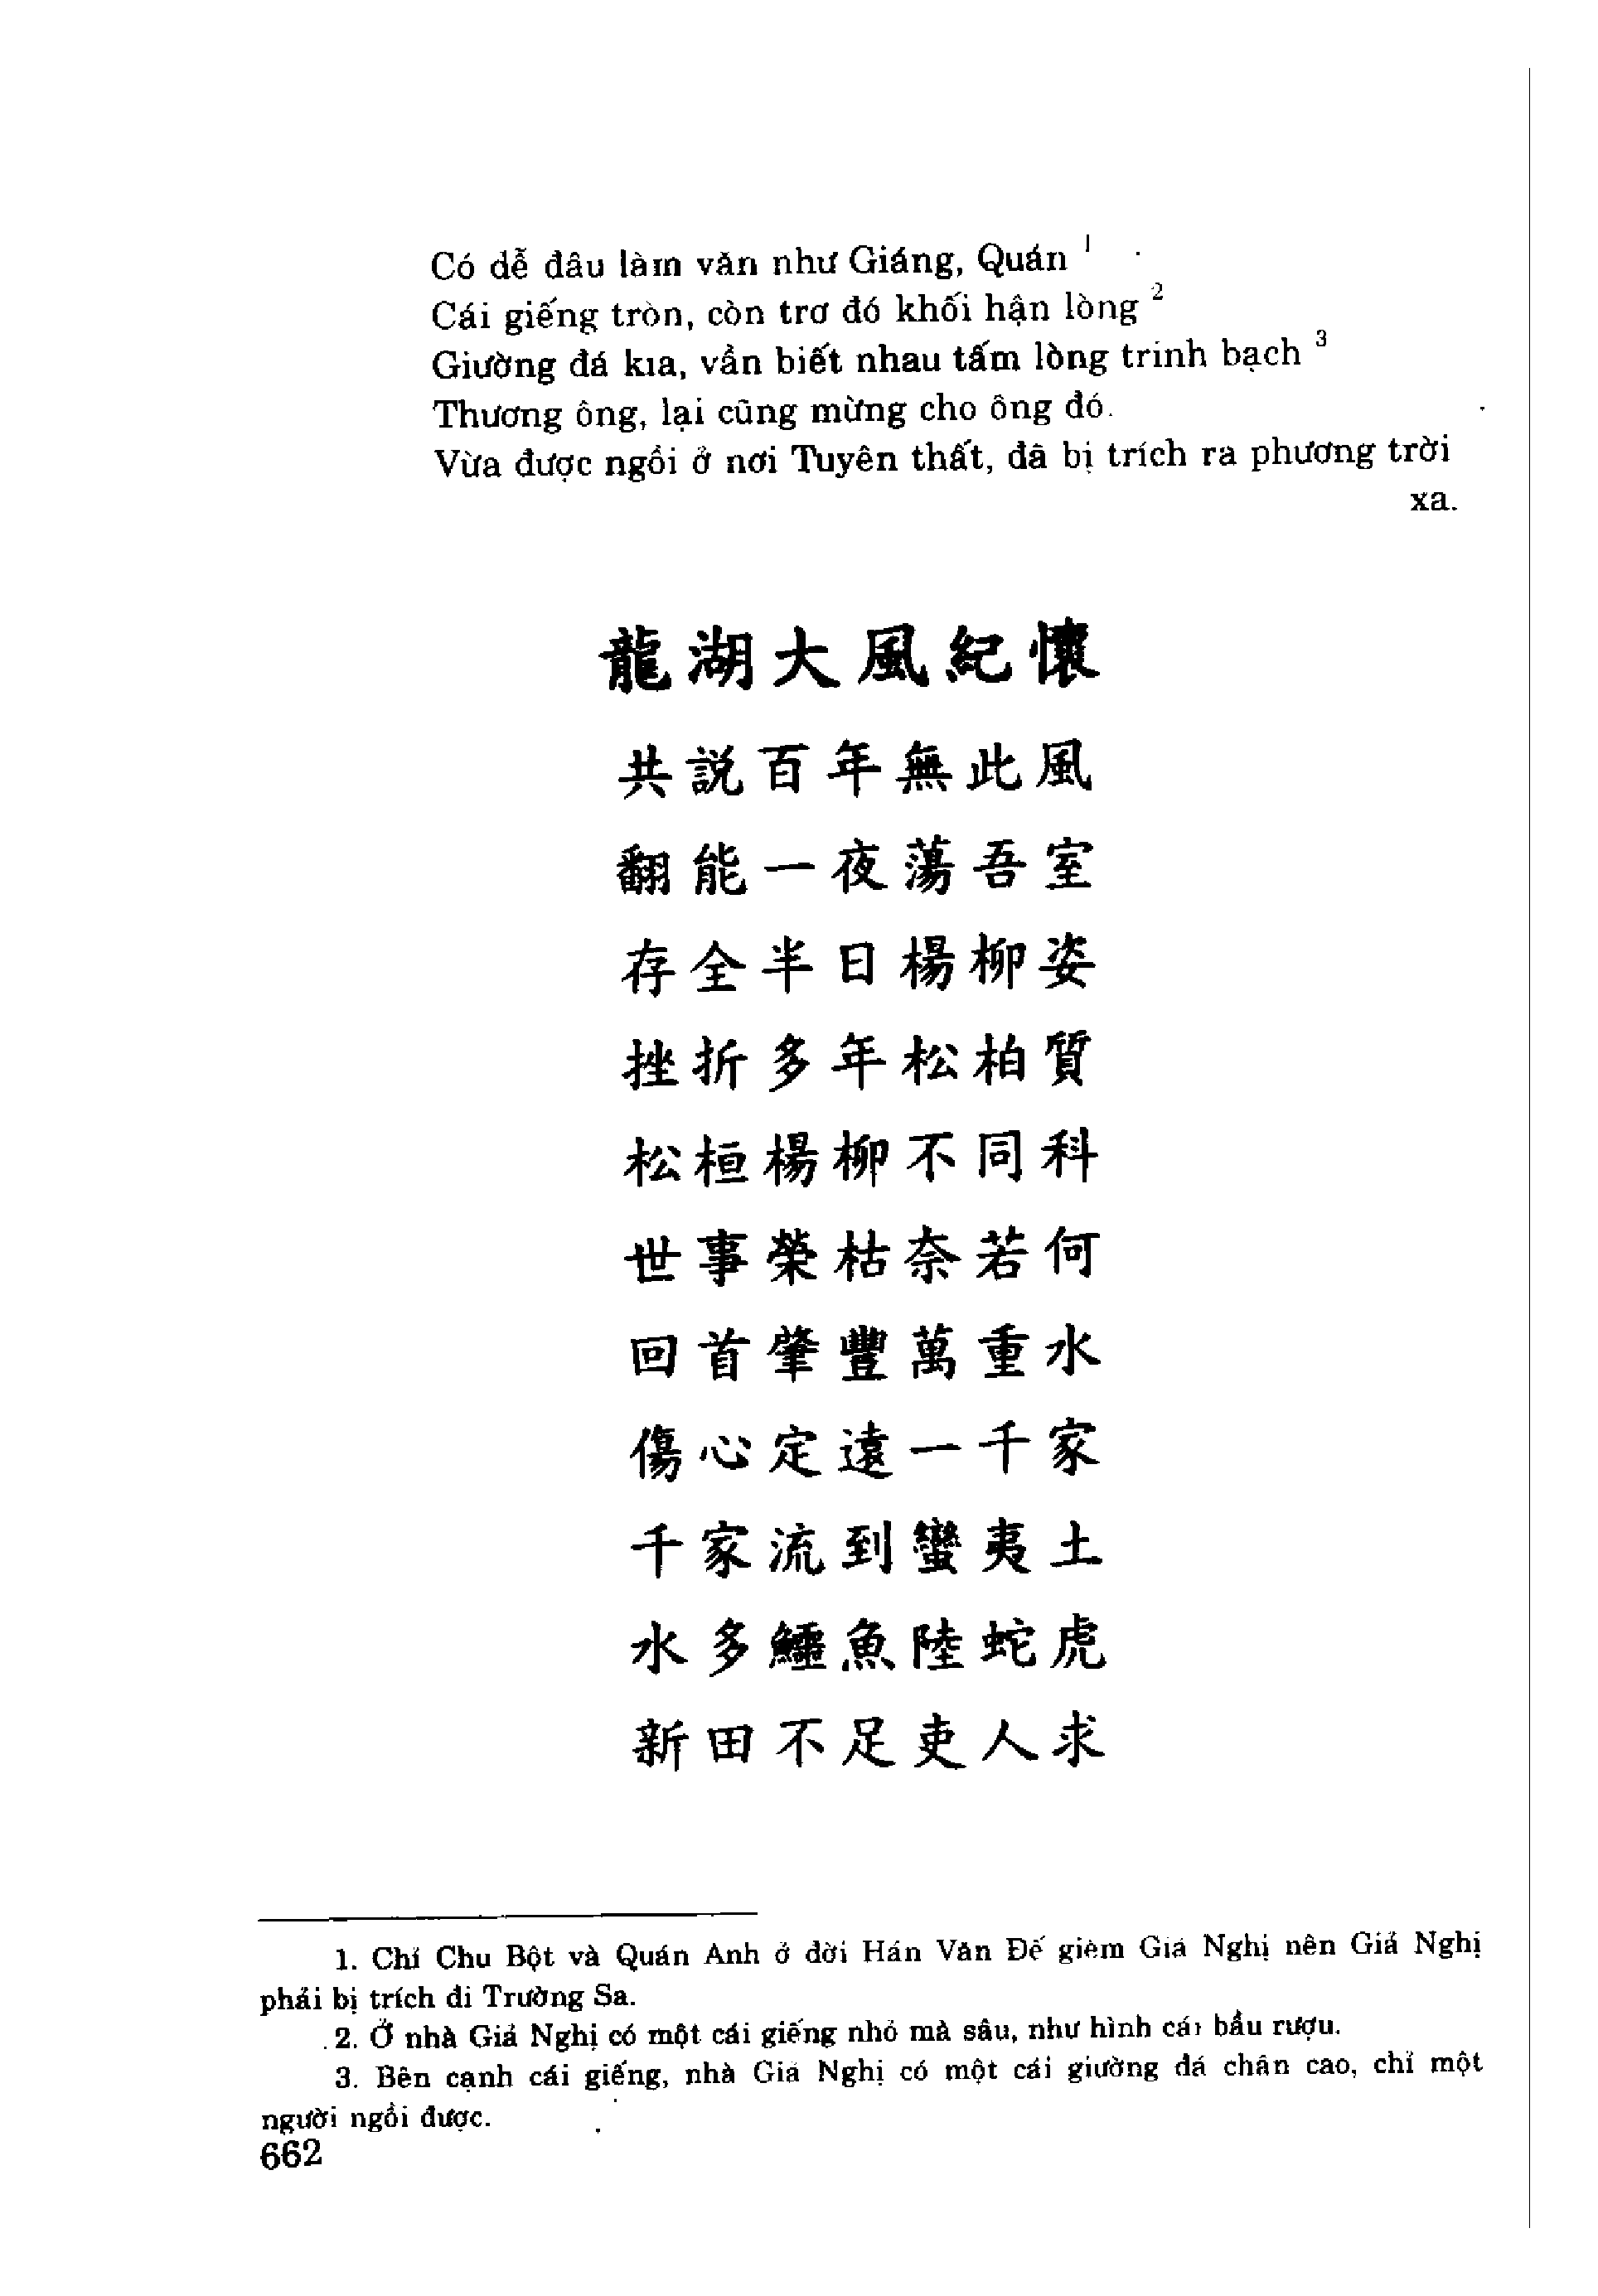 Có dễ đâu làm văn như Giáng, Quán 1
Cái giếng tròn, còn trơ đó khối hận lòng 2
Giường đá kia, vẫn biết nhau tấm lòng trinh bạch 3
Thương ông, lại cũng mừng cho ông đó.
Vừa được ngồi ở nơi Tuyên thất, đã bị trích ra phương trời
xa.
龍湖大風紀懷
共説百年無此風
翻能一夜蕩吾室
存全半日楊柳姿
挫折多年松柏質
松桓楊柳不同科
世事榮枯奈若何
回首肇豐萬重水
傷心定遠一千家
千家流到蠻夷土
水多鱷魚陸蛇虎
新田不足吏人求
1. Chỉ Chu Bột và Quán Anh ở đời Hán Văn Đế gièm Giả Nghị nên Giả Nghị
phải bị trích đi Trường Sa.
2. Ở nhà Giả Nghị có một cái giếng nhỏ mà sâu, như hình cái bầu rượu.
3. Bên cạnh cái giếng, nhà Giả Nghị có một cái giường đá chân cao, chỉ một
người ngồi được.
662